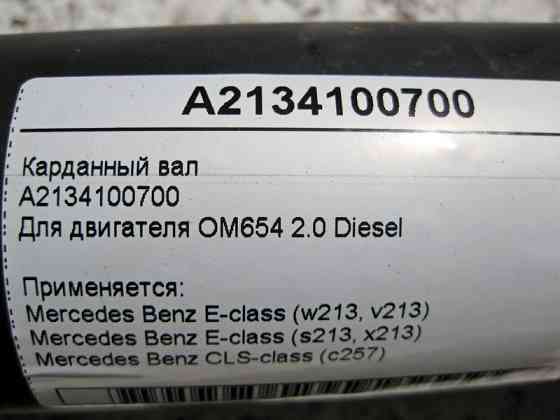 A2134100700
Карданный вал
A2134100700
Для двигателя OM654 2.0 Diesel
Применяется:
Mercedes Benz E-class (w213, v213)
Mercedes Benz E-class (s213, x213)
Mercedes Benz CLS-class (c257)